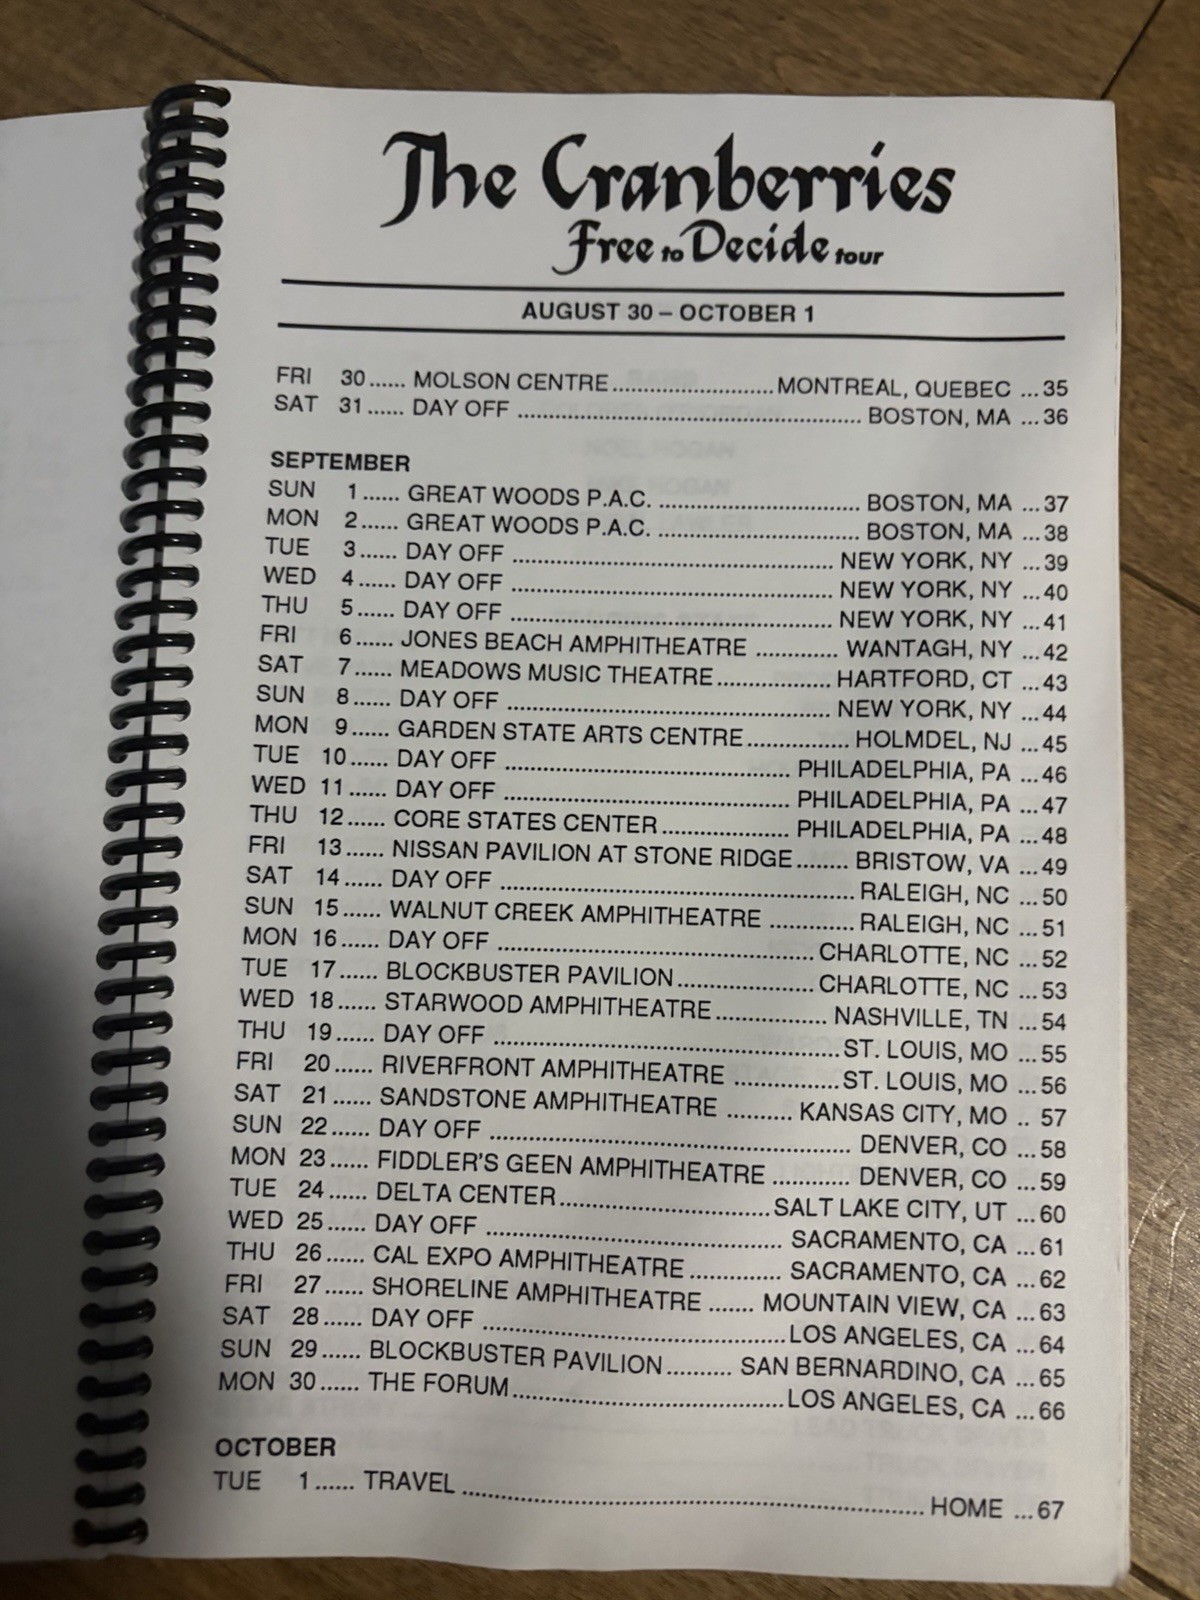 The Cranberries
Free to Decide tour
AUGUST 30 – OCTOBER 1
FRI 30...... MOLSON CENTRE........................MONTREAL, QUEBEC ...35
SAT 31...... DAY OFF ..................................................... BOSTON, MA ...36
SEPTEMBER
SUN 1...... GREAT WOODS P.A.C. ............................... BOSTON, MA ...37
MON 2...... GREAT WOODS P.A.C. ............................... BOSTON, MA ...38
TUE 3...... DAY OFF .................................................. NEW YORK, NY ...39
WED 4...... DAY OFF .................................................. NEW YORK, NY ...40
THU 5...... DAY OFF .................................................. NEW YORK, NY ...41
FRI 6...... JONES BEACH AMPHITHEATRE ............. WANTAGH, NY ...42
SAT 7...... MEADOWS MUSIC THEATRE.................. HARTFORD, CT ...43
SUN 8...... DAY OFF .................................................. NEW YORK, NY ...44
MON 9...... GARDEN STATE ARTS CENTRE................ HOLMDEL, NJ ...45
TUE 10...... DAY OFF ............................................ PHILADELPHIA, PA ...46
WED 11...... DAY OFF ............................................ PHILADELPHIA, PA ...47
THU 12...... CORE STATES CENTER.................... PHILADELPHIA, PA ...48
FRI 13...... NISSAN PAVILION AT STONE RIDGE........ BRISTOW, VA ...49
SAT 14...... DAY OFF ....................................................... RALEIGH, NC ...50
SUN 15...... WALNUT CREEK AMPHITHEATRE ............. RALEIGH, NC ...51
MON 16...... DAY OFF ................................................. CHARLOTTE, NC ...52
TUE 17...... BLOCKBUSTER PAVILION..................... CHARLOTTE, NC ...53
WED 18...... STARWOOD AMPHITHEATRE................. NASHVILLE, TN ...54
THU 19...... DAY OFF .....................................................ST. LOUIS, MO ...55
FRI 20...... RIVERFRONT AMPHITHEATRE ................ST. LOUIS, MO ...56
SAT 21...... SANDSTONE AMPHITHEATRE .......... KANSAS CITY, MO .. 57
SUN 22...... DAY OFF ....................................................... DENVER, CO ...58
MON 23...... FIDDLER'S GEEN AMPHITHEATRE ............ DENVER, CO ...59
TUE 24...... DELTA CENTER................................SALT LAKE CITY, UT ...60
WED 25...... DAY OFF ............................................. SACRAMENTO, CA ...61
THU 26...... CAL EXPO AMPHITHEATRE.............. SACRAMENTO, CA ...62
FRI 27...... SHORELINE AMPHITHEATRE ....... MOUNTAIN VIEW, CA ...63
SAT 28...... DAY OFF ..............................................LOS ANGELES, CA ...64
SUN 29...... BLOCKBUSTER PAVILION.......... SAN BERNARDINO, CA ...65
MON 30...... THE FORUM.........................................LOS ANGELES, CA ...66
OCTOBER
TUE 1...... TRAVEL .................................................................... HOME ...67